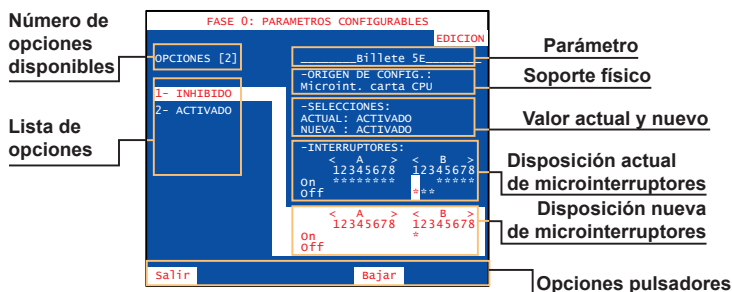 FASE 0: PARAMETROS CONFIGURABLES
EDICION
Número de
opciones
disponibles
OPCIONES [2]
Lista de
opciones
1- INHIBIDO
2- ACTIVADO
______Billete 5E______
-ORIGEN DE CONFIG.:
Microint. carta CPU
-SELECCIONES:
ACTUAL: ACTIVADO
NUEVA : ACTIVADO
-INTERRUPTORES:
< A > < B >
12345678 12345678
On ******** *****
Off ***
< A > < B >
12345678 12345678
On *
Off
Parámetro
Soporte físico
Valor actual y nuevo
Disposición actual
de microinterruptores
Disposición nueva
de microinterruptores
Salir Bajar
Opciones pulsadores